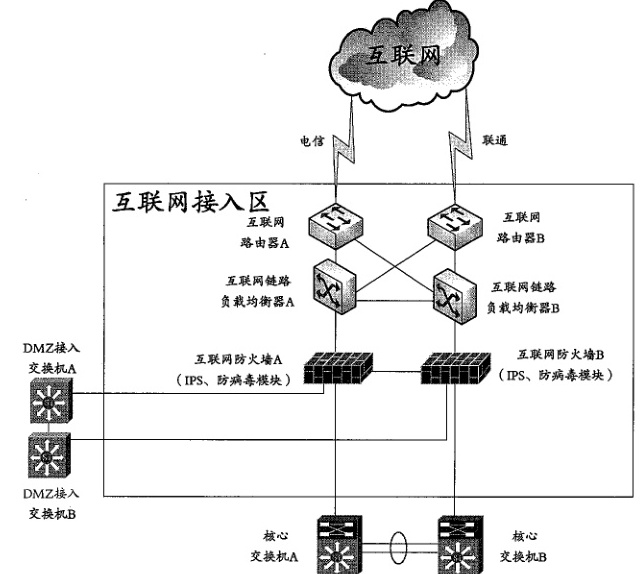 互联网
电信
联通
互联网接入区
互联网
路由器A
互联网
路由器B
互联网链路
负载均衡器A
互联网链路
负载均衡器B
DMZ接入
交换机A
互联网防火墙A
（IPS、防病毒模块）
互联网防火墙B
（IPS、防病毒模块）
DMZ接入
交换机B
核心
交换机A
核心
交换机B